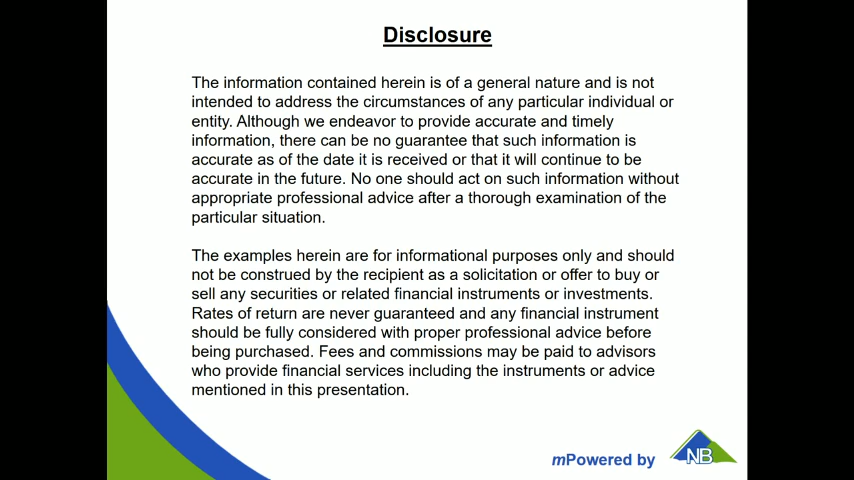 Disclosure
The information contained herein is of a general nature and is not
intended to address the circumstances of any particular individual or
entity. Although we endeavor to provide accurate and timely
information, there can be no guarantee that such information is
accurate as of the date it is received or that it will continue to be
accurate in the future. No one should act on such information without
appropriate professional advice after a thorough examination of the
particular situation.
The examples herein are for informational purposes only and should
not be construed by the recipient as a solicitation or offer to buy or
sell any securities or related financial instruments or investments.
Rates of return are never guaranteed and any financial instrument
should be fully considered with proper professional advice before
being purchased. Fees and commissions may be paid to advisors
who provide financial services including the instruments or advice
mentioned in this presentation.
mPowered by NB